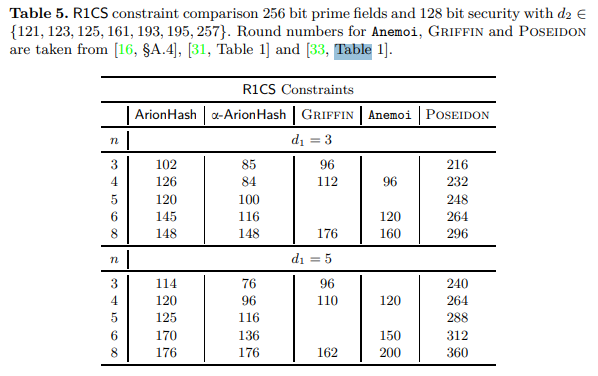 Table 5. R1CS constraint comparison 256 bit prime fields and 128 bit security with d₂ ∈
{121, 123, 125, 161, 193, 195, 257}. Round numbers for Anemoi, GRIFFIN and POSEIDON
are taken from [16, §A.4], [31, Table 1] and [33, Table 1].
R1CS Constraints
ArionHash α-ArionHash GRIFFIN Anemoi POSEIDON
n d₁ = 3
3 102 85 96 216
4 126 84 112 96 232
5 120 100 248
6 145 116 120 264
8 148 148 176 160 296
n d₁ = 5
3 114 76 96 240
4 120 96 110 120 264
5 125 116 288
6 170 136 150 312
8 176 176 162 200 360